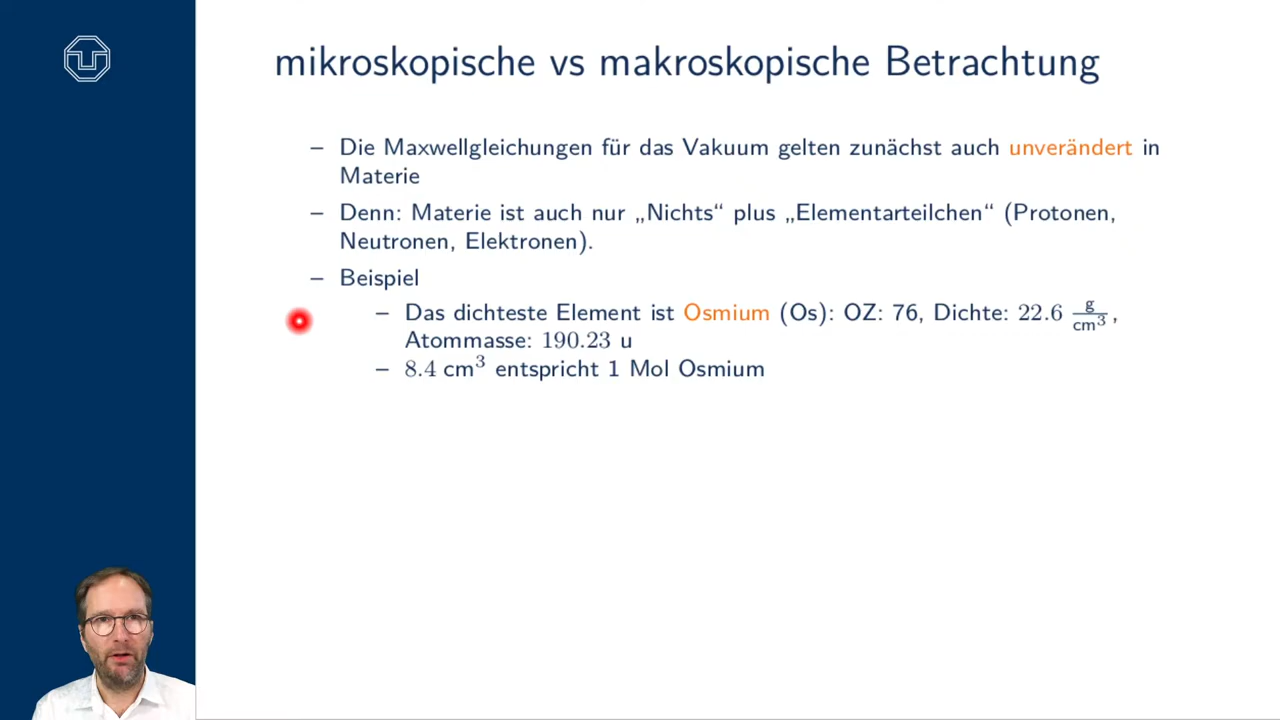 mikroskopische vs makroskopische Betrachtung
– Die Maxwellgleichungen für das Vakuum gelten zunächst auch unverändert in
Materie
– Denn: Materie ist auch nur „Nichts“ plus „Elementarteilchen“ (Protonen,
Neutronen, Elektronen).
– Beispiel
– Das dichteste Element ist Osmium (Os): OZ: 76, Dichte: 22.6 g/cm³,
Atommasse: 190.23 u
– 8.4 cm³ entspricht 1 Mol Osmium